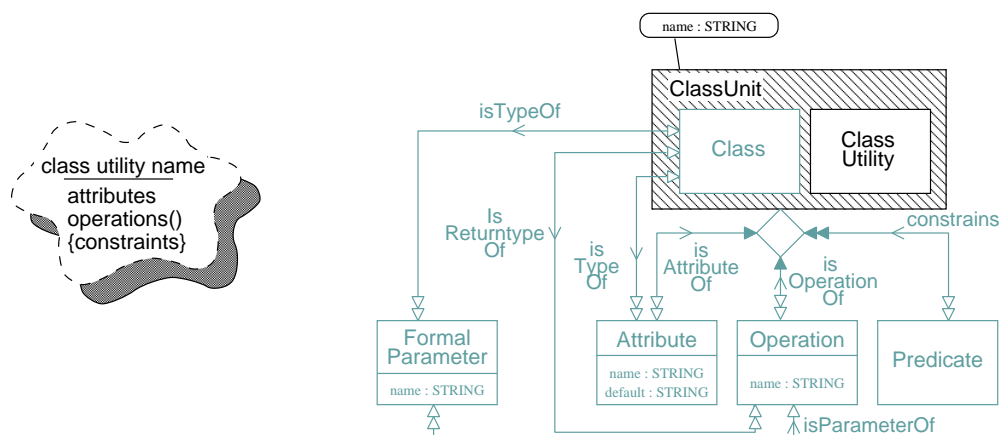 name : STRING
ClassUnit
isTypeOf
Class
Class
Utility
class utility name
attributes
operations()
{constraints}
Is
Returntype
Of
is
Type
Of
is
Attribute
Of
is
Operation
Of
constrains
Formal
Parameter
name : STRING
Attribute
name : STRING
default : STRING
Operation
name : STRING
Predicate
isParameterOf